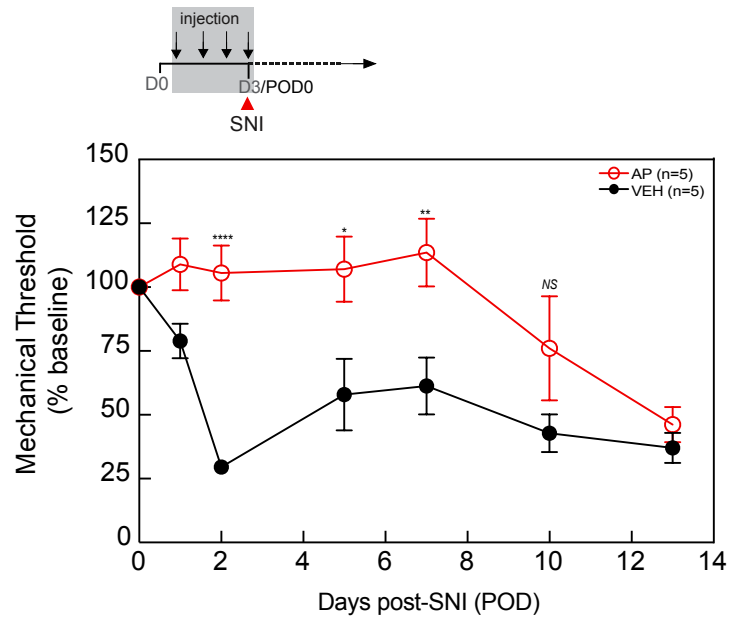 injection
D0
D3/POD0
SNI
150
125
100
75
50
25
0
Mechanical Threshold
(% baseline)
AP (n=5)
VEH (n=5)
****
*
**
NS
0 2 4 6 8 10 12 14
Days post-SNI (POD)